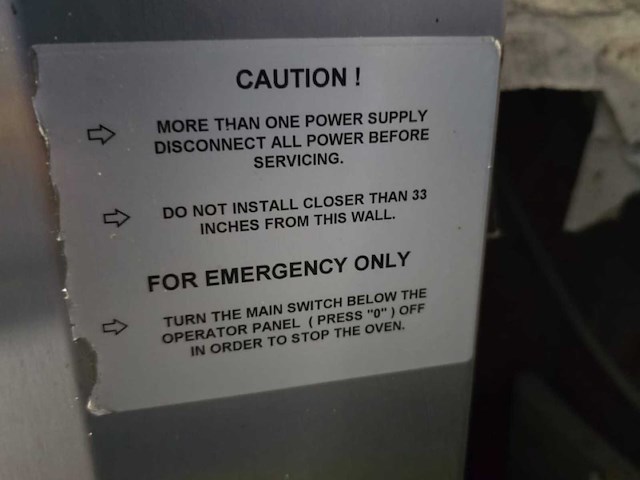 CAUTION !
MORE THAN ONE POWER SUPPLY
DISCONNECT ALL POWER BEFORE
SERVICING.
DO NOT INSTALL CLOSER THAN 33
INCHES FROM THIS WALL.
FOR EMERGENCY ONLY
TURN THE MAIN SWITCH BELOW THE
OPERATOR PANEL ( PRESS "0" ) OFF
IN ORDER TO STOP THE OVEN.